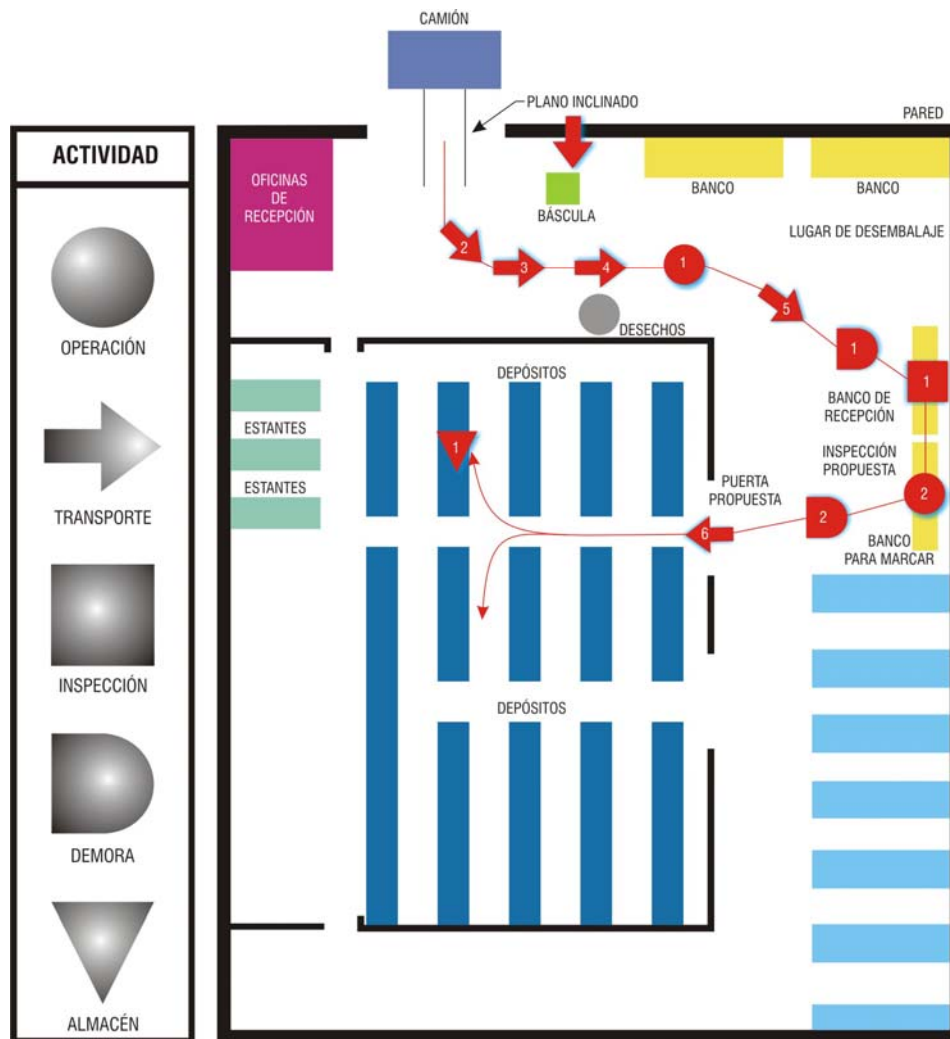 CAMIÓN
PLANO INCLINADO
PARED
ACTIVIDAD
OPERACIÓN
TRANSPORTE
INSPECCIÓN
DEMORA
ALMACÉN
OFICINAS
DE
RECEPCIÓN
BÁSCULA
BANCO
BANCO
LUGAR DE DESEMBALAJE
2
3
4
1
5
DESECHOS
1
1
BANCO DE
RECEPCIÓN
INSPECCIÓN
PROPUESTA
2
2
BANCO
PARA MARCAR
PUERTA
PROPUESTA
6
DEPÓSITOS
1
ESTANTES
ESTANTES
DEPÓSITOS